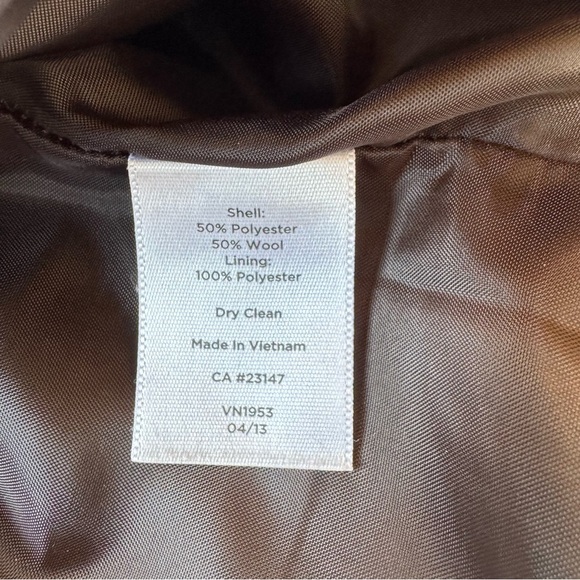 Shell:
50% Polyester
50% Wool
Lining:
100% Polyester
Dry Clean
Made In Vietnam
CA #23147
VN1953
04/13